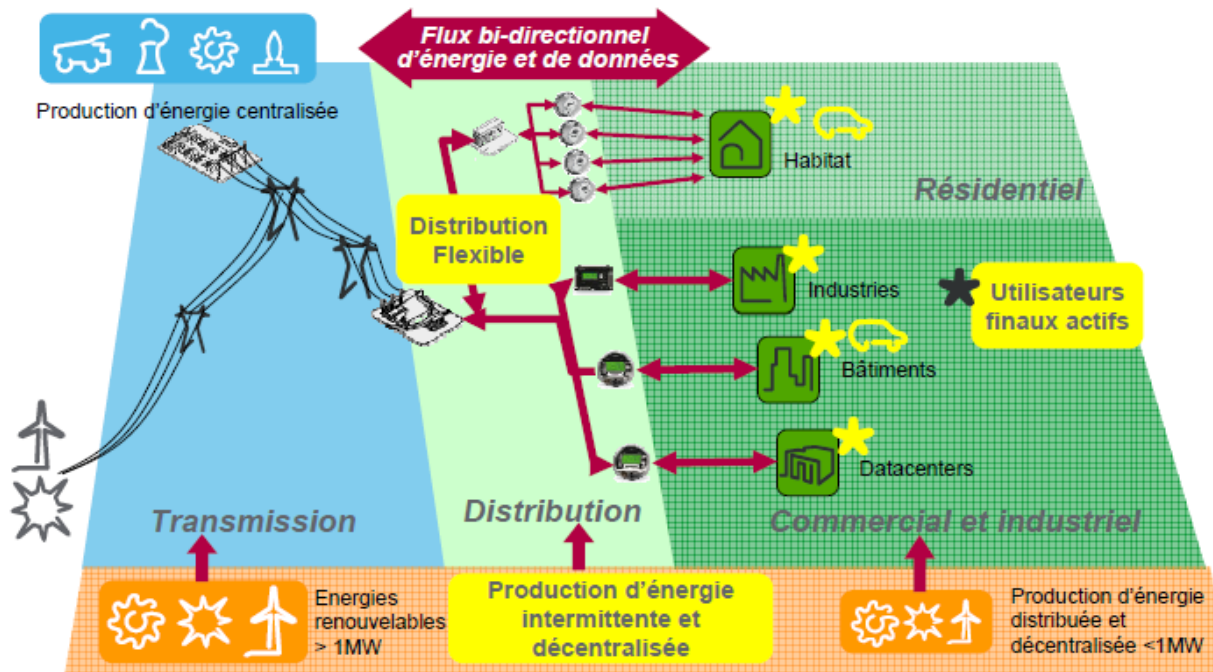 Flux bi-directionnel
d'énergie et de données
Production d'énergie centralisée
Habitat
Résidentiel
Distribution
Flexible
Industries
Utilisateurs
finaux actifs
Bâtiments
Datacenters
Transmission
Distribution
Commercial et industriel
Energies
renouvelables
> 1MW
Production d'énergie
intermittente et
décentralisée
Production d'énergie
distribuée et
décentralisée <1MW